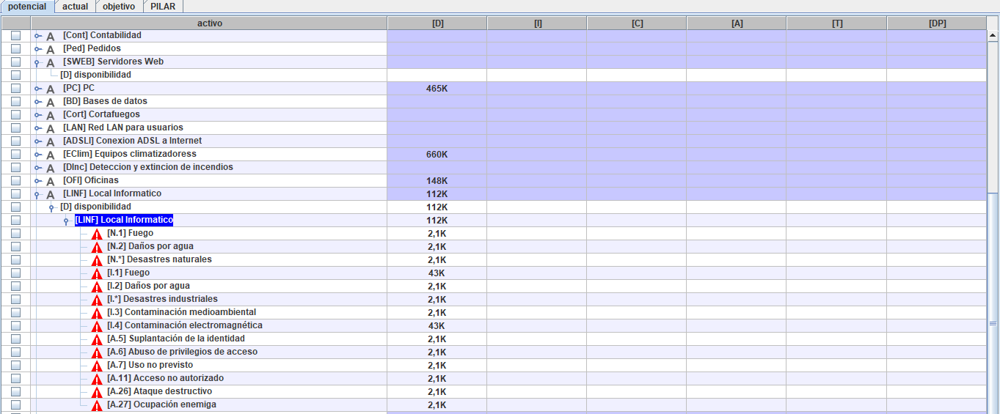 potencial actual objetivo PILAR
activo [D] [I] [C] [A] [T] [DP]
A [Cont] Contabilidad
A [Ped] Pedidos
A [SWEB] Servidores Web
[D] disponibilidad
A [PC] PC 465K
A [BD] Bases de datos
A [Cort] Cortafuegos
A [LAN] Red LAN para usuarios
A [ADSLI] Conexion ADSL a Internet
A [EClim] Equipos climatizadoress 660K
A [DInc] Deteccion y extincion de incendios
A [OFI] Oficinas 148K
A [LINF] Local Informatico 112K
[D] disponibilidad 112K
[LINF] Local Informatico 112K
[N.1] Fuego 2,1K
[N.2] Daños por agua 2,1K
[N.*] Desastres naturales 2,1K
[I.1] Fuego 43K
[I.2] Daños por agua 2,1K
[I.*] Desastres industriales 2,1K
[I.3] Contaminación medioambiental 2,1K
[I.4] Contaminación electromagnética 43K
[A.5] Suplantación de la identidad 2,1K
[A.6] Abuso de privilegios de acceso 2,1K
[A.7] Uso no previsto 2,1K
[A.11] Acceso no autorizado 2,1K
[A.26] Ataque destructivo 2,1K
[A.27] Ocupación enemiga 2,1K